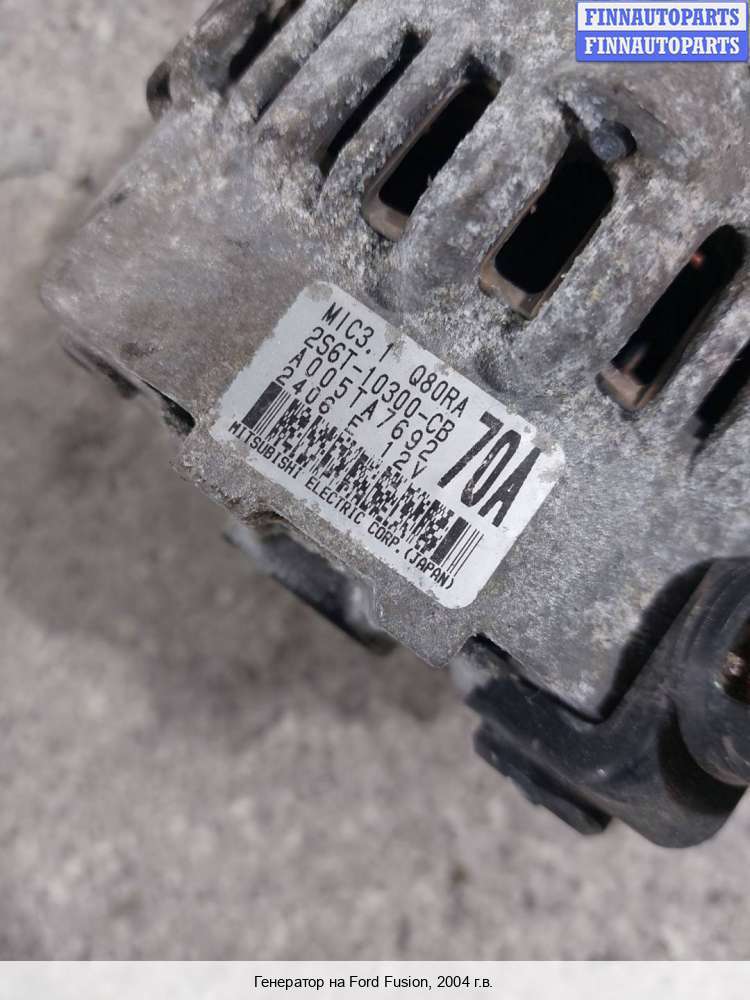 FINNAUTOPARTS
FINNAUTOPARTS
MIC3.1 Q80RA
2S6T-10300-CB
A005TA7692
2406 E 12V
70A
MITSUBISHI ELECTRIC CORP.(JAPAN)
Генератор на Ford Fusion, 2004 г.в.